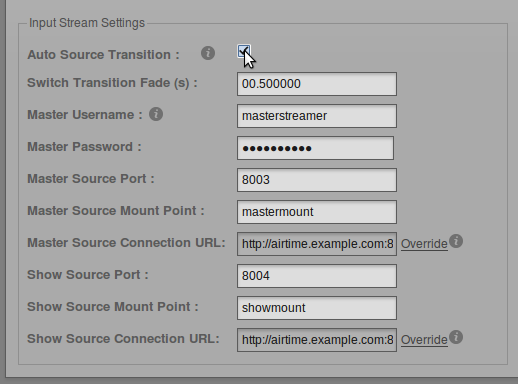 Input Stream Settings
Auto Source Transition :
Switch Transition Fade (s) : 00.500000
Master Username : masterstreamer
Master Password : ●●●●●●●●●●
Master Source Port : 8003
Master Source Mount Point : mastermount
Master Source Connection URL: http://airtime.example.com:8 Override
Show Source Port : 8004
Show Source Mount Point : showmount
Show Source Connection URL: http://airtime.example.com:8 Override